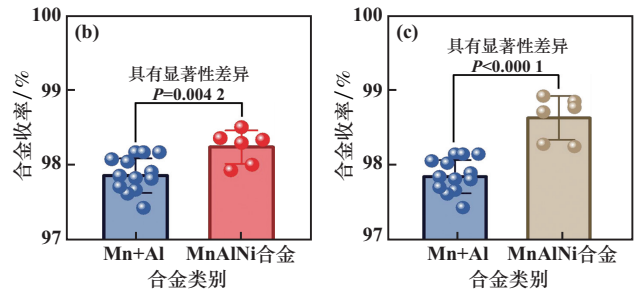 (b)
100
99
98
97
合金收率/%
具有显著性差异
P=0.004 2
Mn+Al
MnAlNi合金
合金类别
(c)
100
99
98
97
合金收率/%
具有显著性差异
P<0.000 1
Mn+Al
MnAlNi合金
合金类别